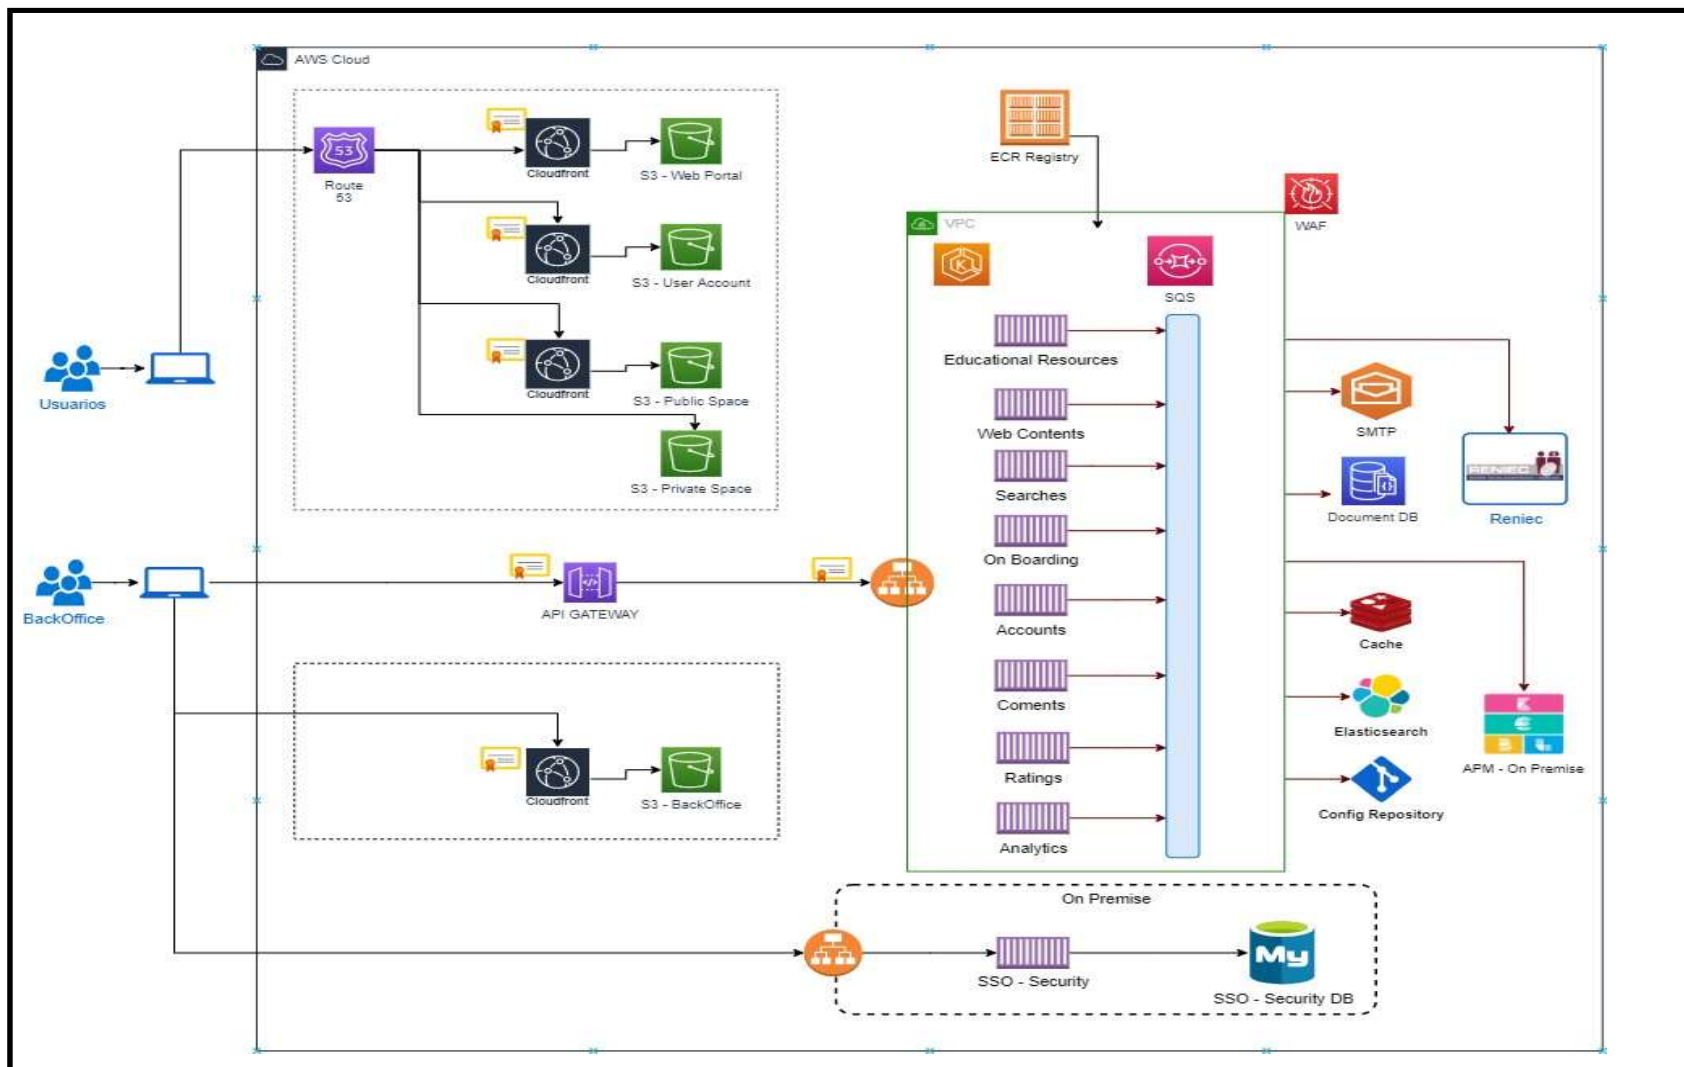 AWS Cloud
53
Route
53
Cloudfront
S3 - Web Portal
Cloudfront
S3 - User Account
Cloudfront
S3 - Public Space
S3 - Private Space
Usuarios
ECR Registry
WAF
VPC
K
SQS
Educational Resources
Web Contents
Searches
On Boarding
Accounts
Coments
Ratings
Analytics
SMTP
Document DB
RENIEC
Reniec
Cache
Elasticsearch
Config Repository
APM - On Premise
BackOffice
API GATEWAY
Cloudfront
S3 - BackOffice
On Premise
SSO - Security
My
SSO - Security DB